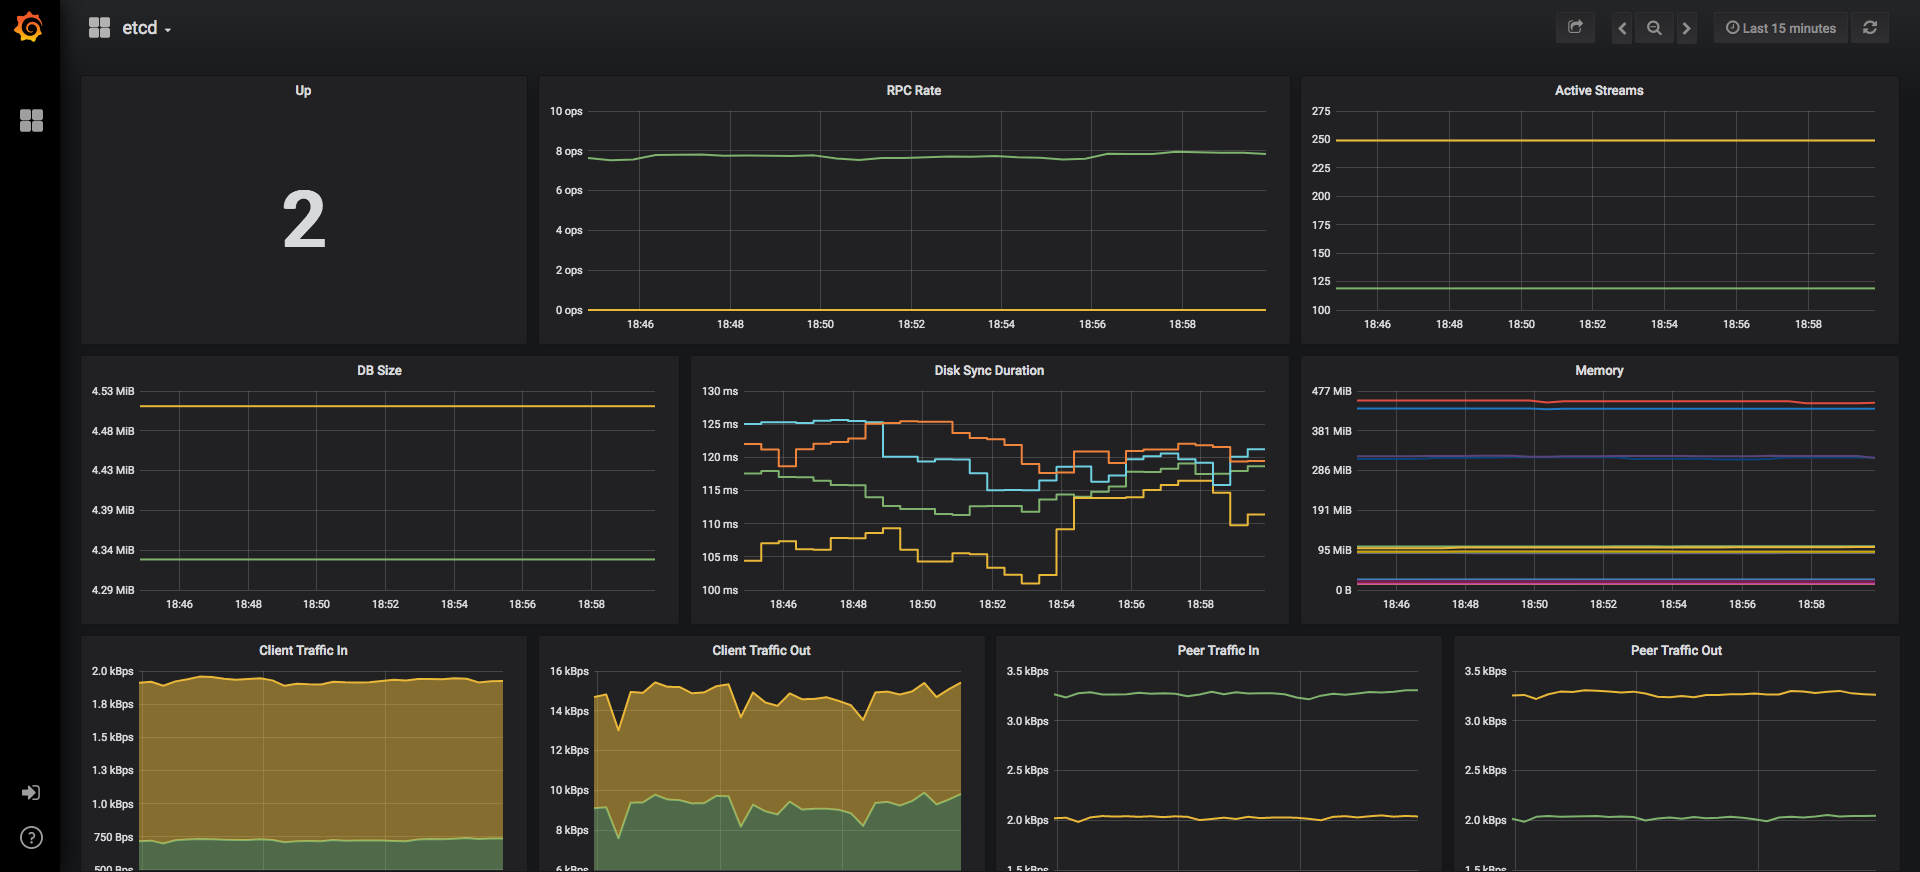 etcd
Last 15 minutes
Up
2
RPC Rate
10 ops
8 ops
6 ops
4 ops
2 ops
0 ops
18:46 18:48 18:50 18:52 18:54 18:56 18:58
Active Streams
275
250
225
200
175
150
125
100
18:46 18:48 18:50 18:52 18:54 18:56 18:58
DB Size
4.53 MiB
4.48 MiB
4.43 MiB
4.39 MiB
4.34 MiB
4.29 MiB
18:46 18:48 18:50 18:52 18:54 18:56 18:58
Disk Sync Duration
130 ms
125 ms
120 ms
115 ms
110 ms
105 ms
100 ms
18:46 18:48 18:50 18:52 18:54 18:56 18:58
Memory
477 MiB
381 MiB
286 MiB
191 MiB
95 MiB
0 B
18:46 18:48 18:50 18:52 18:54 18:56 18:58
Client Traffic In
2.0 kBps
1.8 kBps
1.5 kBps
1.3 kBps
1.0 kBps
750 Bps
500 Bps
Client Traffic Out
16 kBps
14 kBps
12 kBps
10 kBps
8 kBps
6 kBps
Peer Traffic In
3.5 kBps
3.0 kBps
2.5 kBps
2.0 kBps
1.5 kBps
Peer Traffic Out
3.5 kBps
3.0 kBps
2.5 kBps
2.0 kBps
1.5 kBps
?